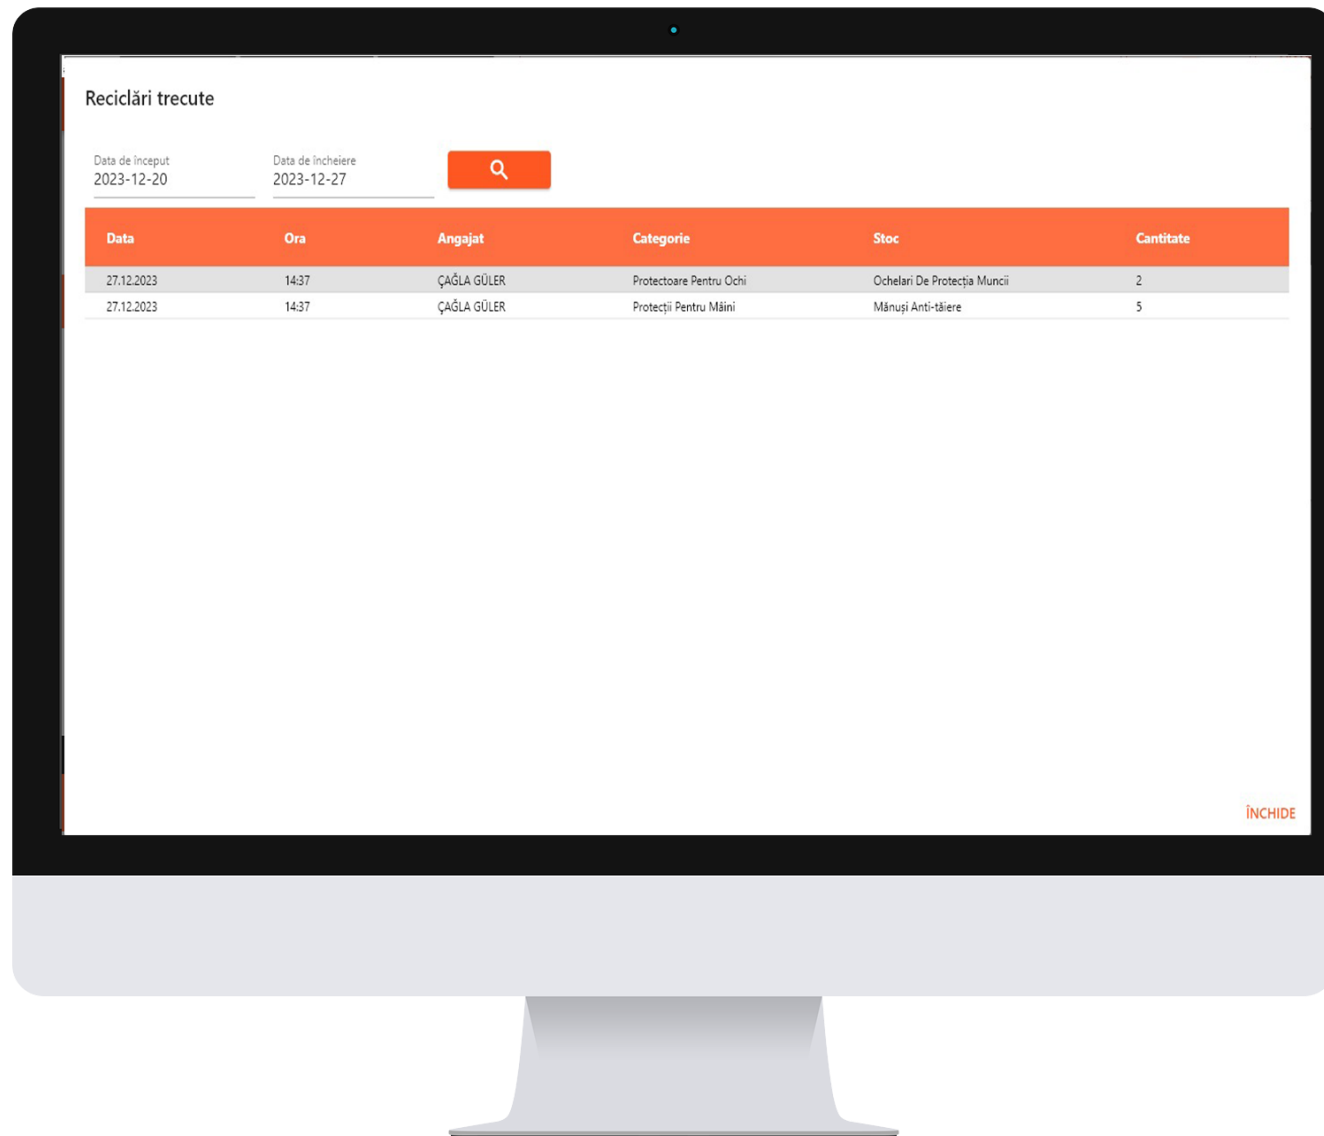 Reciclări trecute
Data de început Data de încheiere
2023-12-20 2023-12-27
Data Ora Angajat Categorie Stoc Cantitate
27.12.2023 14:37 ÇAĞLA GÜLER Protectoare Pentru Ochi Ochelari De Protecția Muncii 2
27.12.2023 14:37 ÇAĞLA GÜLER Protecții Pentru Mâini Mănuși Anti-tăiere 5
ÎNCHIDE